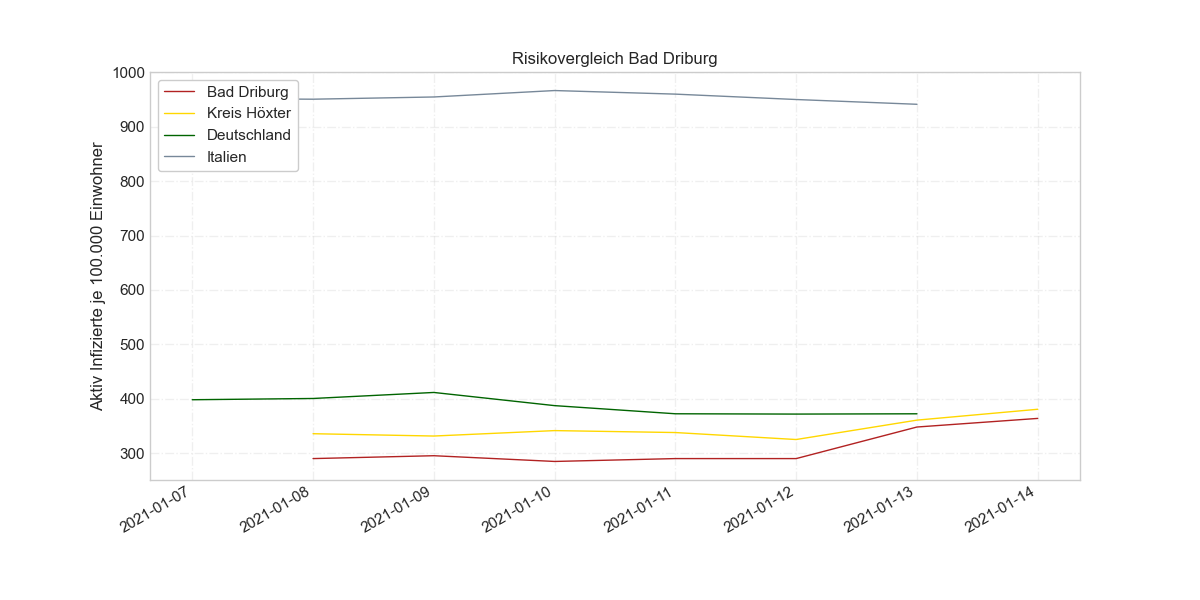 Risikovergleich Bad Driburg
Aktiv Infizierte je 100.000 Einwohner
1000
900
800
700
600
500
400
300
Bad Driburg
Kreis Höxter
Deutschland
Italien
2021-01-07
2021-01-08
2021-01-09
2021-01-10
2021-01-11
2021-01-12
2021-01-13
2021-01-14